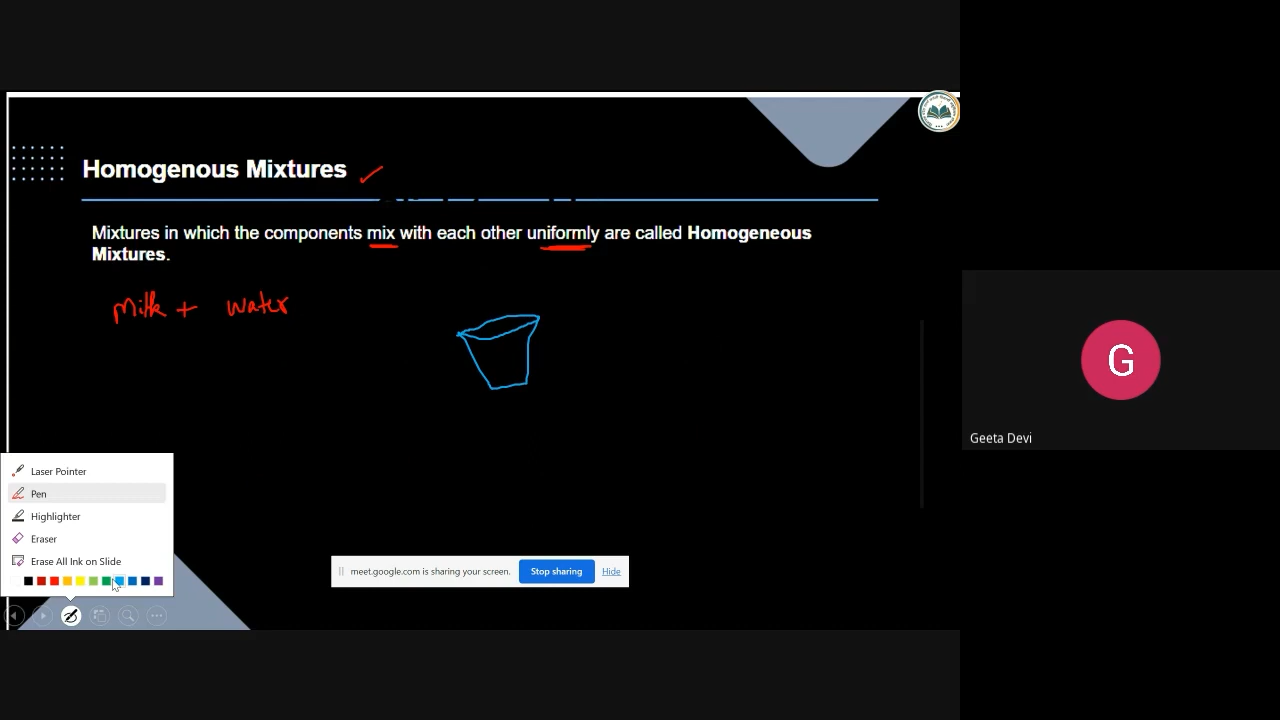 Homogenous Mixtures
Mixtures in which the components mix with each other uniformly are called Homogeneous
Mixtures.
Milk + water
G
Geeta Devi
Laser Pointer
Pen
Highlighter
Eraser
Erase All Ink on Slide
meet.google.com is sharing your screen.
Stop sharing
Hide